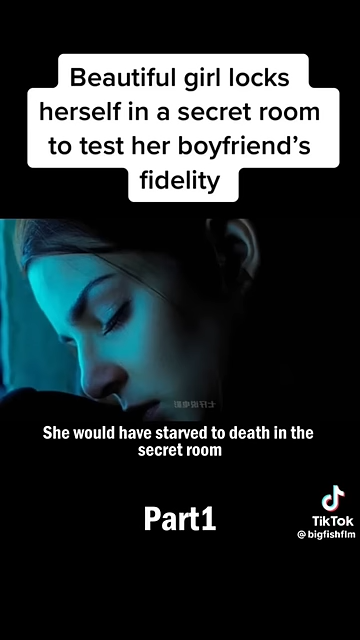 Beautiful girl locks
herself in a secret room
to test her boyfriend's
fidelity
She would have starved to death in the
secret room
Part1
TikTok
@bigfishflm